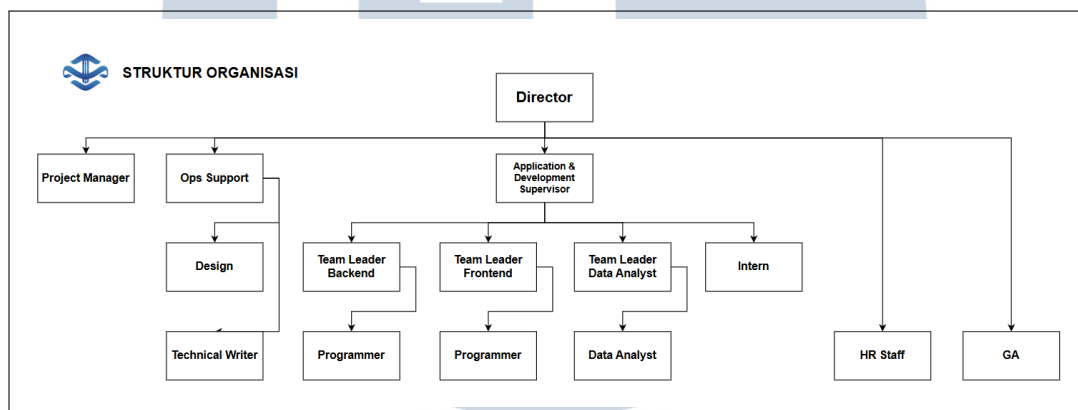 STRUKTUR ORGANISASI
Director
Project Manager
Ops Support
Application &
Development
Supervisor
Design
Team Leader
Backend
Team Leader
Frontend
Team Leader
Data Analyst
Intern
Technical Writer
Programmer
Programmer
Data Analyst
HR Staff
GA